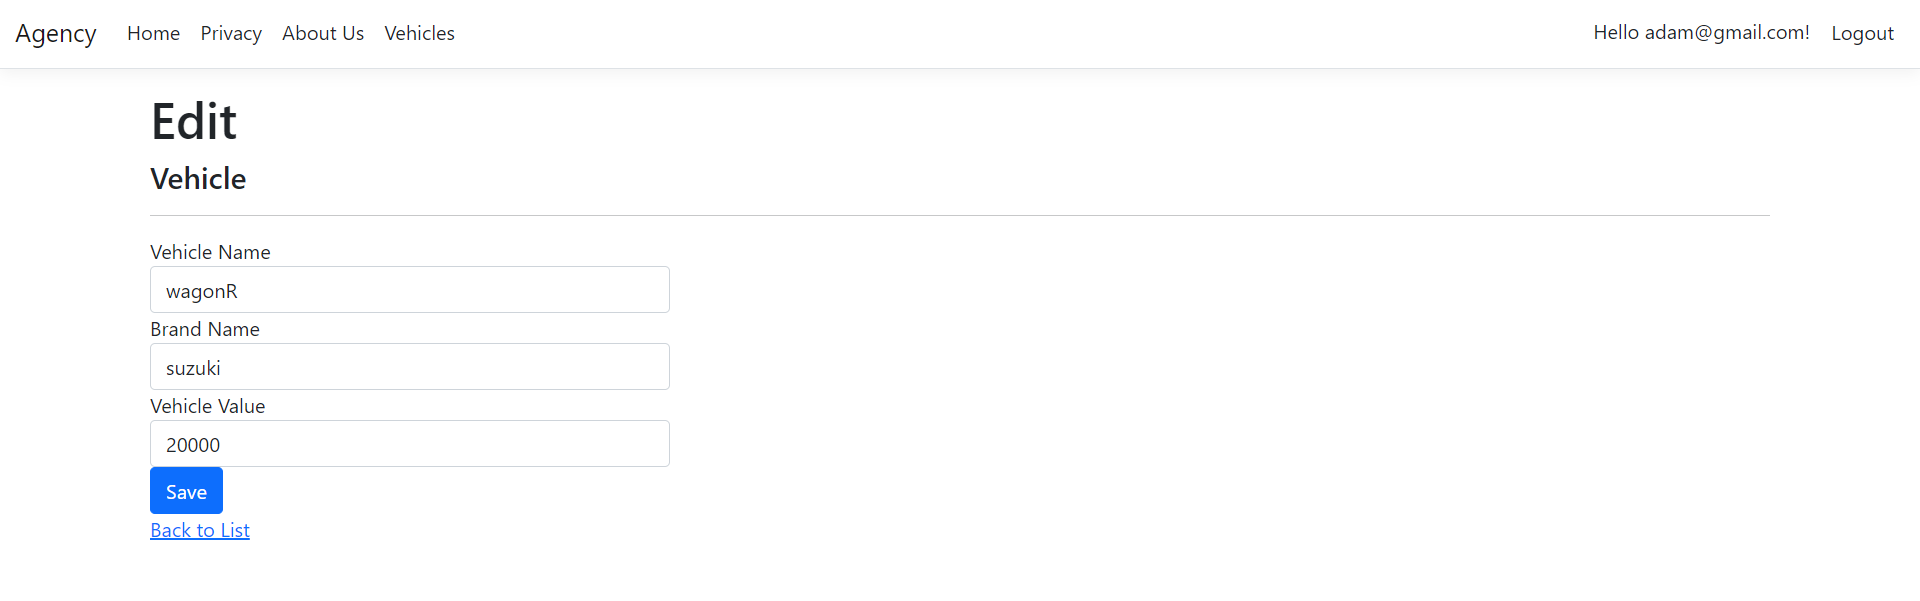 Agency Home Privacy About Us Vehicles Hello adam@gmail.com! Logout
Edit
Vehicle
Vehicle Name
wagonR
Brand Name
suzuki
Vehicle Value
20000
Save
Back to List